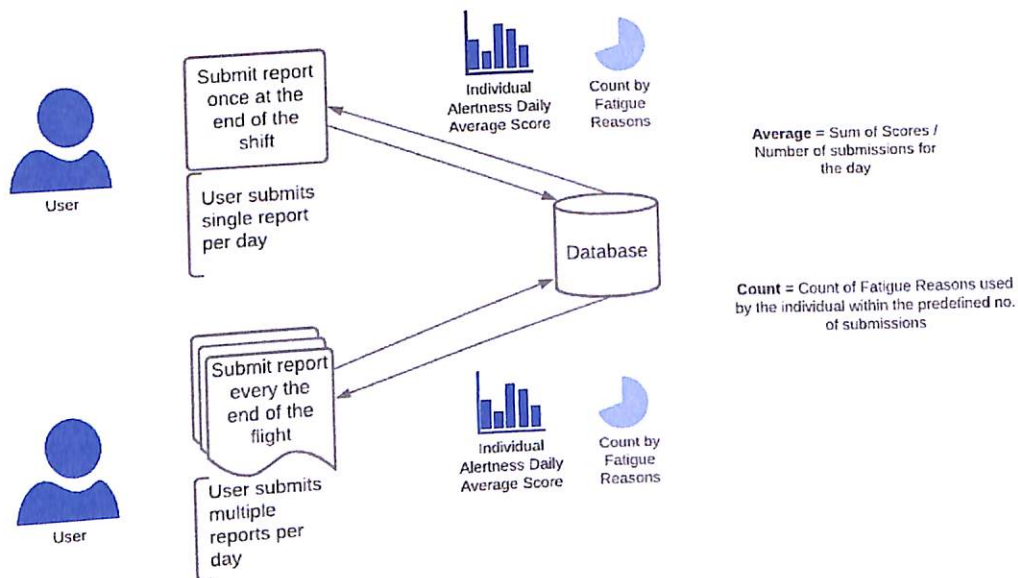 Submit report
once at the
end of the
shift
User
User submits
single report
per day
Individual
Alertness Daily
Average Score
Count by
Fatigue
Reasons
Average = Sum of Scores /
Number of submissions for
the day
Database
Count = Count of Fatigue Reasons used
by the individual within the predefined no.
of submissions
Submit report
every the
end of the
flight
User
User submits
multiple
reports per
day
Individual
Alertness Daily
Average Score
Count by
Fatigue
Reasons